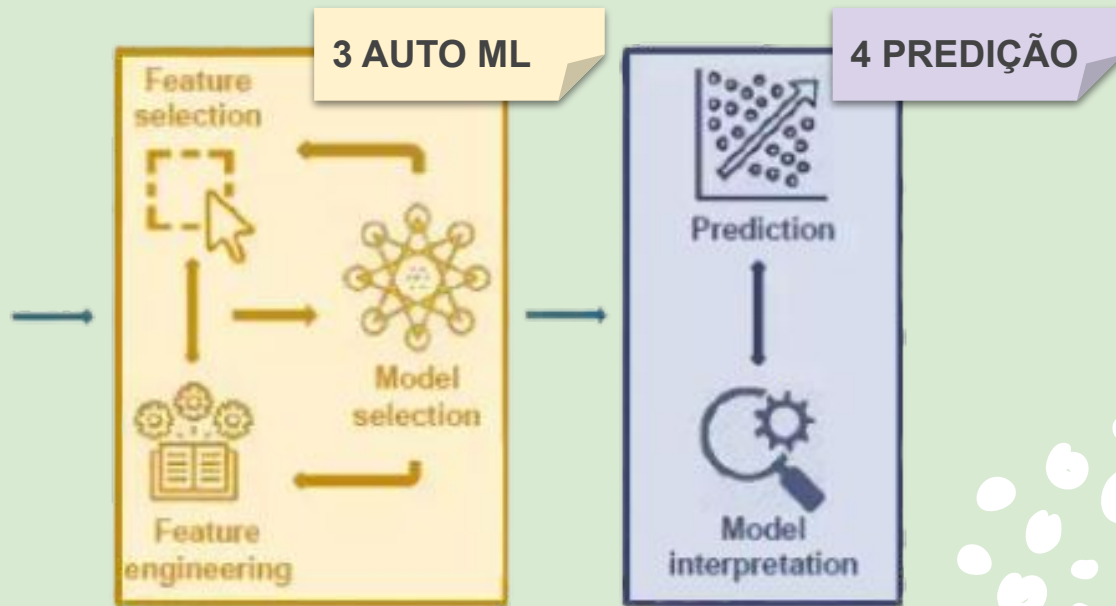 3 AUTO ML
Feature
selection
Model
selection
Feature
engineering
4 PREDIÇÃO
Prediction
Model
interpretation